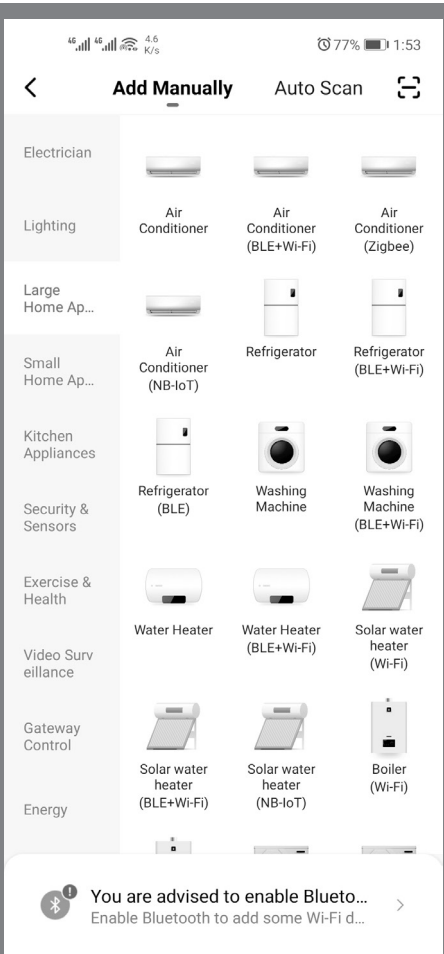 4G 4G 4.6 K/s 77% 1:53
Add Manually Auto Scan
Electrician
Lighting
Large
Home Ap...
Small
Home Ap...
Kitchen
Appliances
Security &
Sensors
Exercise &
Health
Video Surv
eillance
Gateway
Control
Energy
Air
Conditioner
Air
Conditioner
(BLE+Wi-Fi)
Air
Conditioner
(Zigbee)
Air
Conditioner
(NB-IoT)
Refrigerator
Refrigerator
(BLE+Wi-Fi)
Refrigerator
(BLE)
Washing
Machine
Washing
Machine
(BLE+Wi-Fi)
Water Heater
Water Heater
(BLE+Wi-Fi)
Solar water
heater
(Wi-Fi)
Solar water
heater
(BLE+Wi-Fi)
Solar water
heater
(NB-IoT)
Boiler
(Wi-Fi)
You are advised to enable Blueto...
Enable Bluetooth to add some Wi-Fi d...